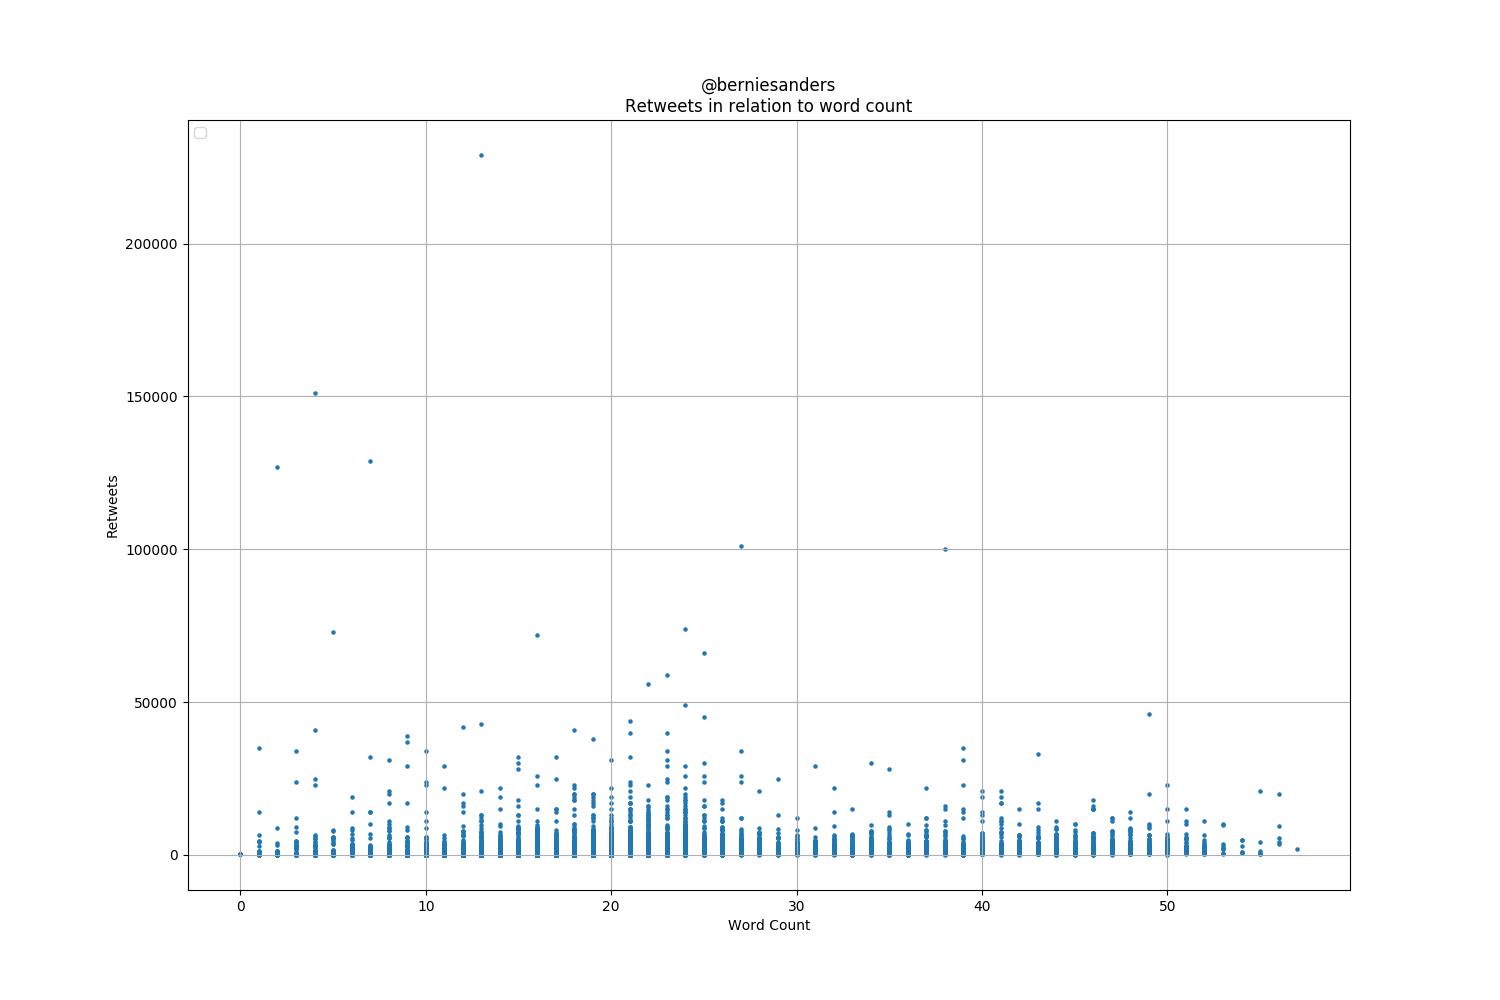 @berniesanders
Retweets in relation to word count
200000
150000
100000
50000
0
Retweets
0 10 20 30 40 50
Word Count